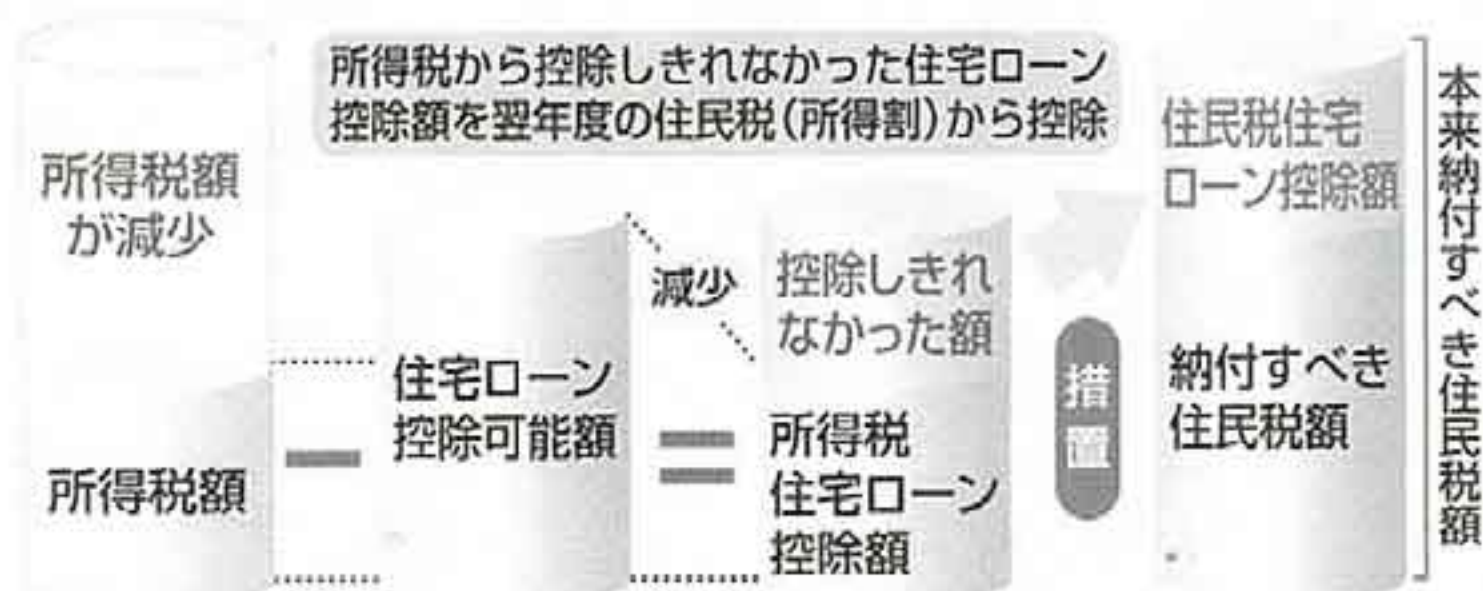 所得税から控除しきれなかった住宅ローン
控除額を翌年度の住民税(所得割)から控除
所得税額
が減少
所得税額
住宅ローン
控除可能額
減少
控除しきれ
なかった額
所得税
住宅ローン
控除額
措置
住民税住宅
ローン控除額
納付すべき
住民税額
本来納付すべき住民税額